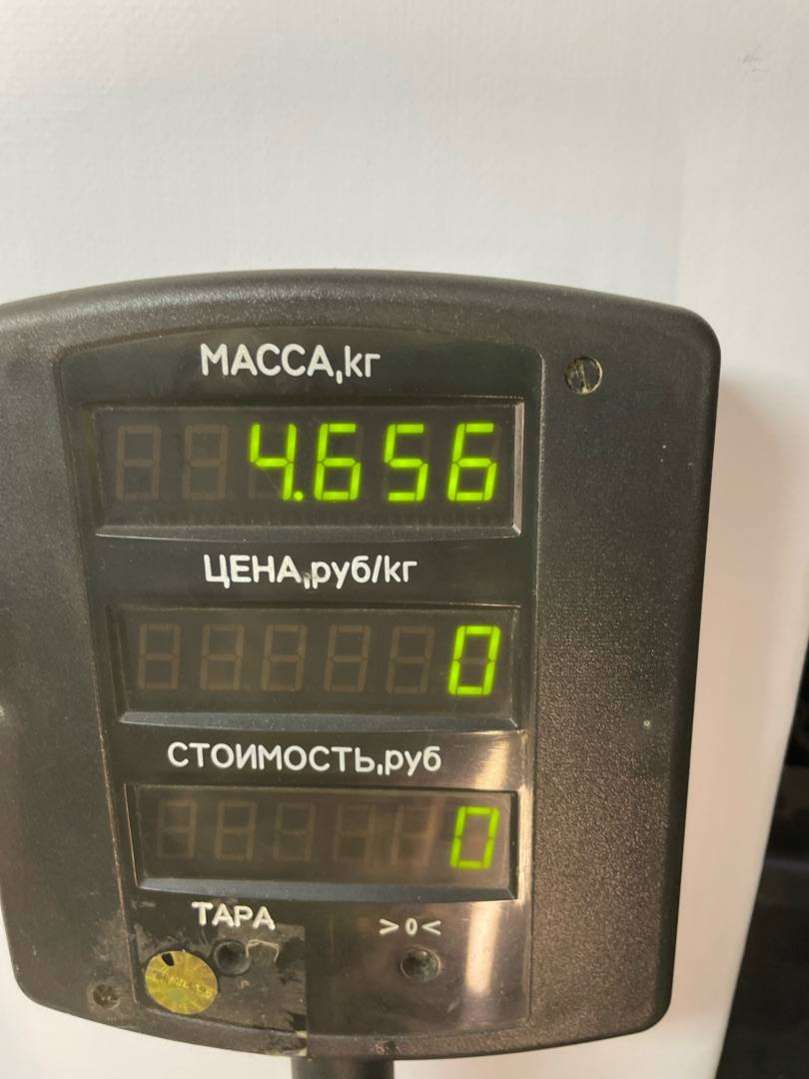 МАССА,кг
4.656
ЦЕНА,руб/кг
0
СТОИМОСТЬ,руб
0
ТАРА >0<